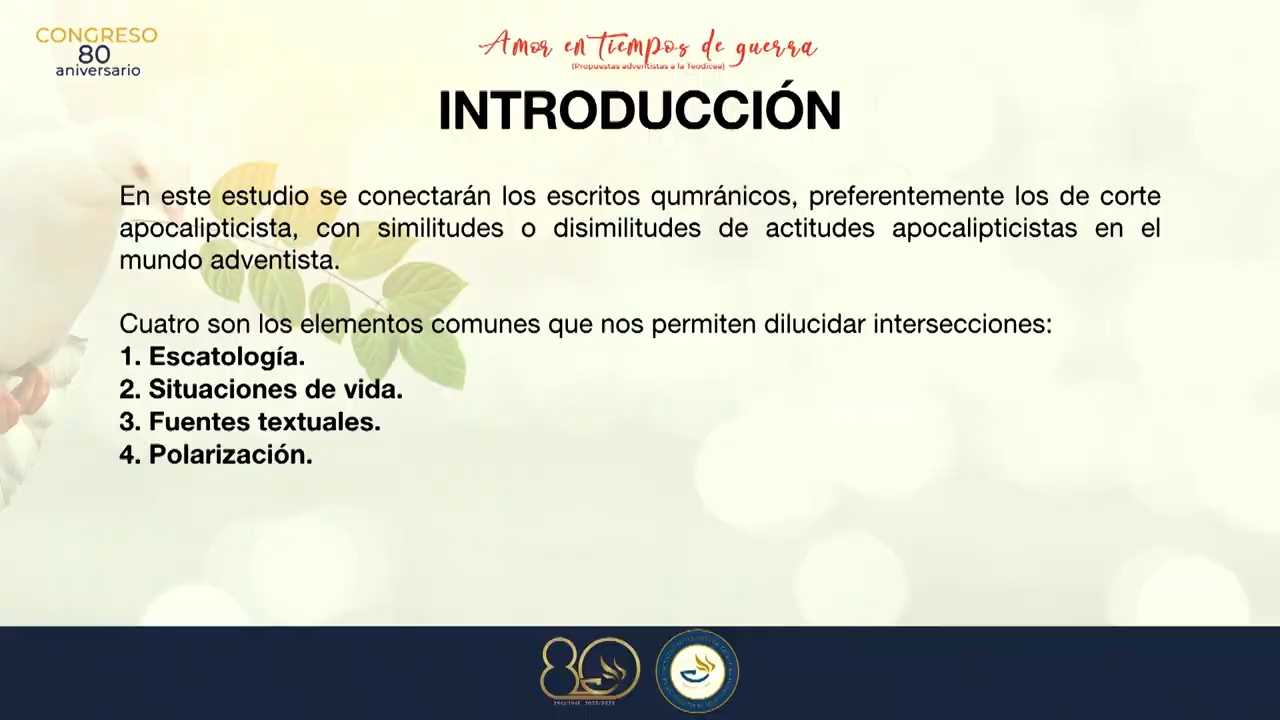 CONGRESO
80
aniversario
Amor en Tiempos de guerra
(Propuestas adventistas a la Teodicea)
INTRODUCCIÓN
En este estudio se conectarán los escritos qumránicos, preferentemente los de corte
apocalipticista, con similitudes o disimilitudes de actitudes apocalipticistas en el
mundo adventista.
Cuatro son los elementos comunes que nos permiten dilucidar intersecciones:
1. Escatología.
2. Situaciones de vida.
3. Fuentes textuales.
4. Polarización.
80